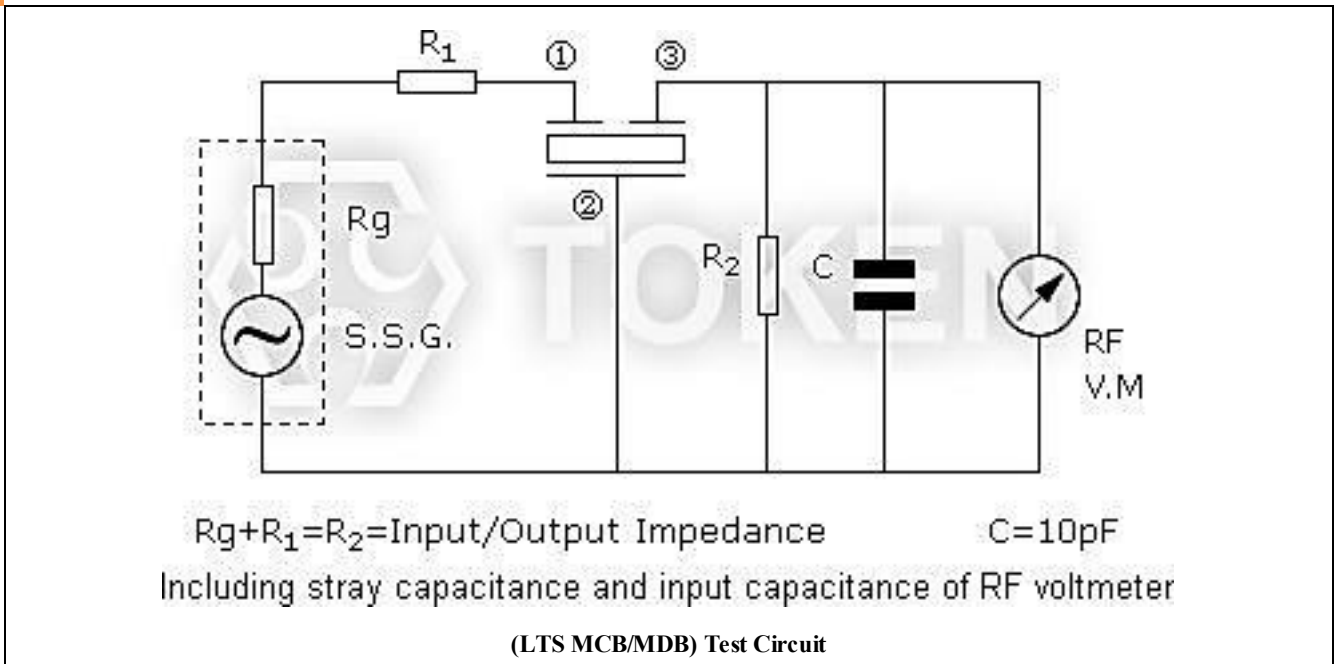 R1
①
③
②
Rg
TOKEN
R2
C
S.S.G.
RF
V.M
Rg+R1=R2=Input/Output Impedance
C=10pF
Including stray capacitance and input capacitance of RF voltmeter
(LTS MCB/MDB) Test Circuit